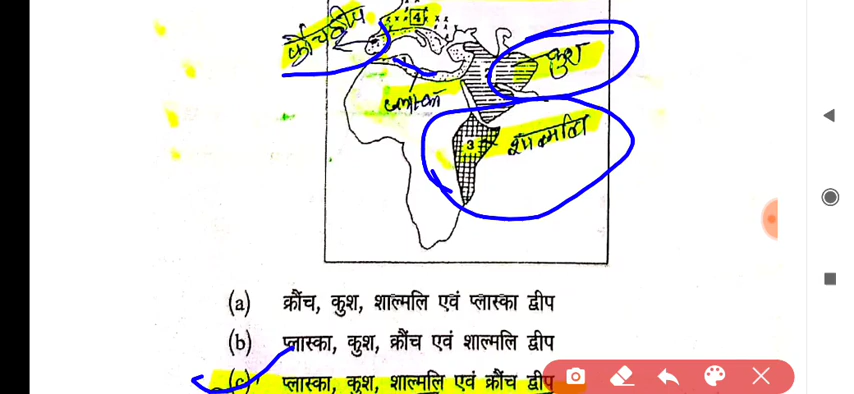 क्रौंचद्वीप
4
कुश
प्लास्का
3
शाल्मलि
(a) क्रौंच, कुश, शाल्मलि एवं प्लास्का द्वीप
(b) प्लास्का, कुश, क्रौंच एवं शाल्मलि द्वीप
(c) प्लास्का, कुश, शाल्मलि एवं क्रौंच द्वीप